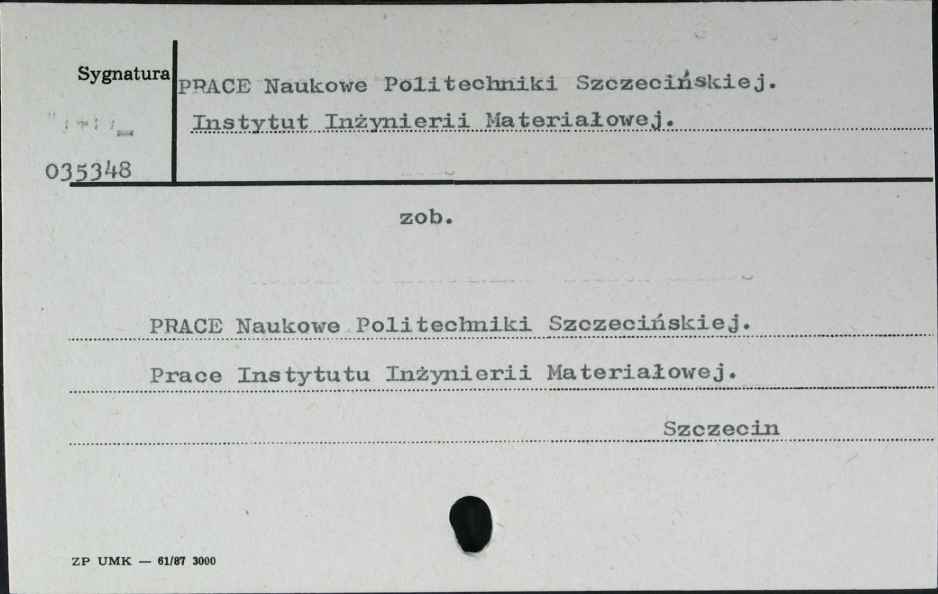 Sygnatura
PRACE Naukowe Politechniki Szczecińskiej.
Instytut Inżynierii Materiałowej.
035348
zob.
PRACE Naukowe Politechniki Szczecińskiej.
Prace Instytutu Inżynierii Materiałowej.
Szczecin
ZP UMK — 61/87 3000